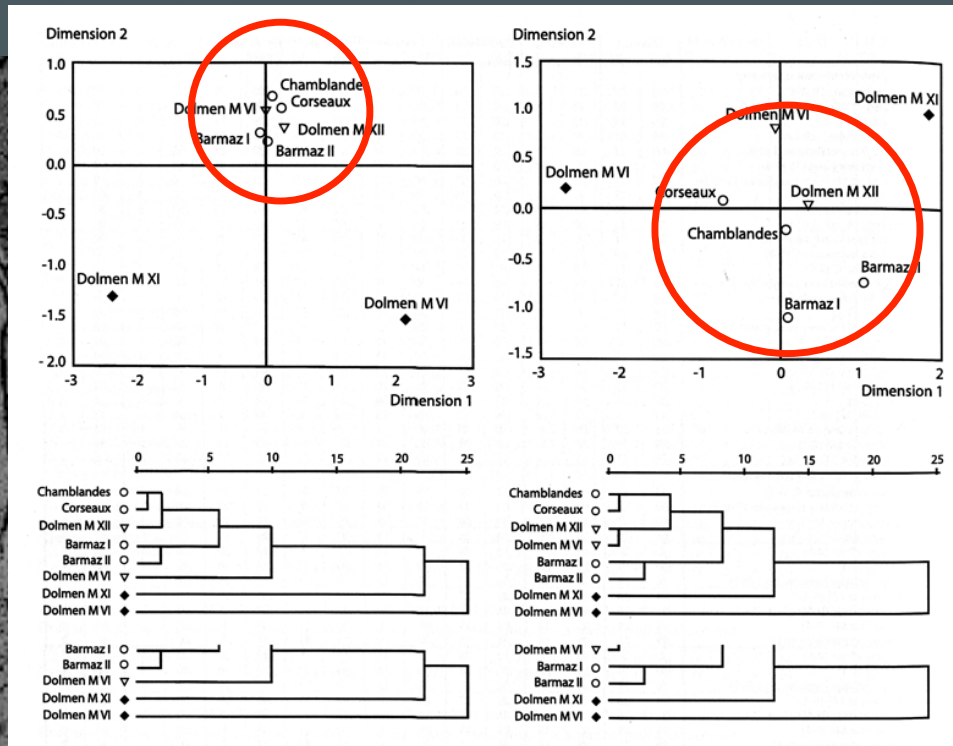 Dimension 2
1.0
0.5
0.0
-0.5
-1.0
-1.5
-2.0
-3
-2
-1
0
1
2
3
Dimension 1
Chamblande
Corseaux
Dolmen M VI
Dolmen M XII
Barmaz I
Barmaz II
Dolmen M XI
Dolmen M VI
Dimension 2
1.5
1.0
0.5
0.0
-0.5
-1.0
-1.5
-3
-2
-1
0
1
2
Dimension 1
Dolmen M XI
Dolmen M VI
Dolmen M VI
Corseaux
Dolmen M XII
Chamblandes
Barmaz
Barmaz I
0 5 10 15 20 25
Chamblandes
Corseaux
Dolmen M XII
Barmaz I
Barmaz II
Dolmen M VI
Dolmen M XI
Dolmen M VI
Barmaz I
Barmaz II
Dolmen M VI
Dolmen M XI
Dolmen M VI
0 5 10 15 20 25
Chamblandes
Corseaux
Dolmen M XII
Dolmen M VI
Barmaz I
Barmaz II
Dolmen M XI
Dolmen M VI
Dolmen M VI
Barmaz I
Barmaz II
Dolmen M XI
Dolmen M VI